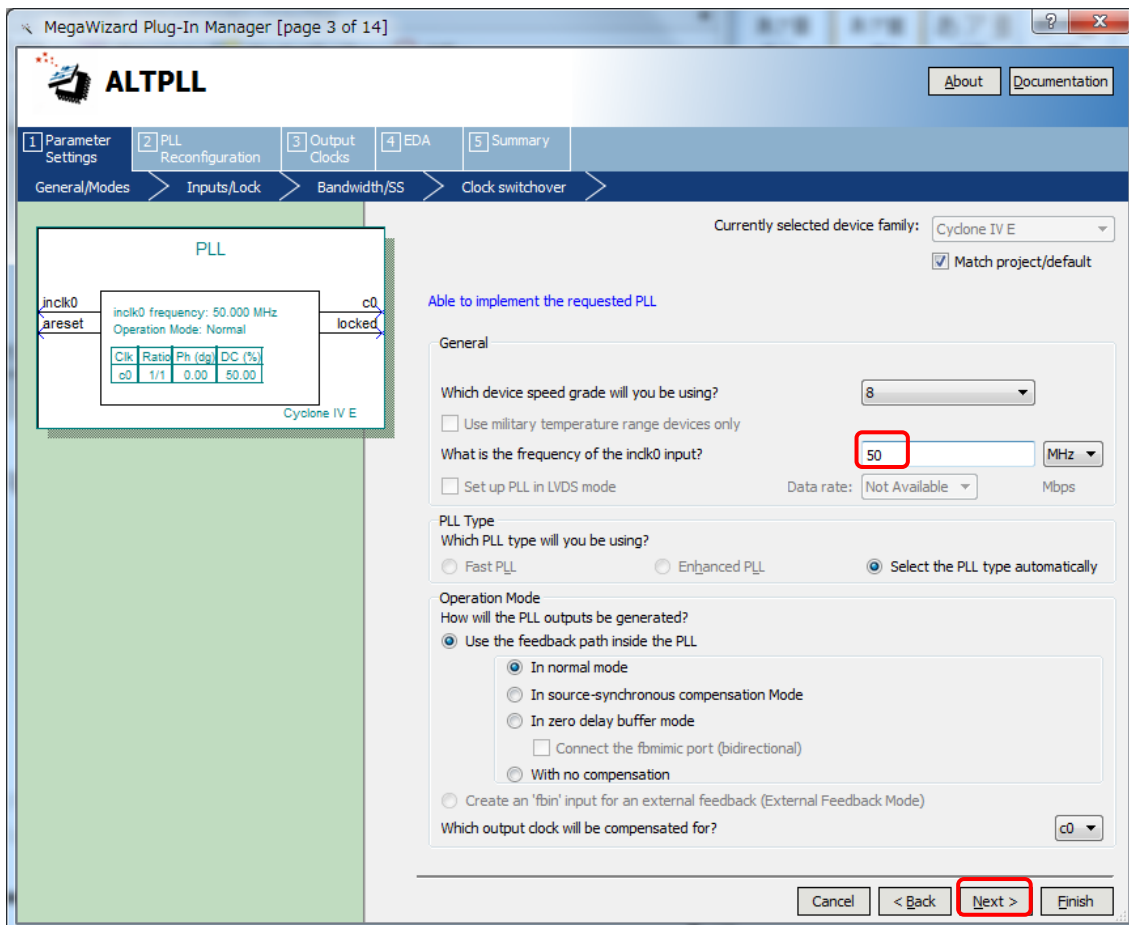 MegaWizard Plug-In Manager [page 3 of 14]
ALTPLL
About
Documentation
1 Parameter Settings
2 PLL Reconfiguration
3 Output Clocks
4 EDA
5 Summary
General/Modes
Inputs/Lock
Bandwidth/SS
Clock switchover
PLL
inclk0
areset
inclk0 frequency: 50.000 MHz
Operation Mode: Normal
Clk Ratio Ph (dg) DC (%)
c0 1/1 0.00 50.00
c0
locked
Cyclone IV E
Currently selected device family: Cyclone IV E
Match project/default
Able to implement the requested PLL
General
Which device speed grade will you be using? 8
Use military temperature range devices only
What is the frequency of the inclk0 input? 50 MHz
Set up PLL in LVDS mode Data rate: Not Available Mbps
PLL Type
Which PLL type will you be using?
Fast PLL Enhanced PLL Select the PLL type automatically
Operation Mode
How will the PLL outputs be generated?
Use the feedback path inside the PLL
In normal mode
In source-synchronous compensation Mode
In zero delay buffer mode
Connect the fbmimic port (bidirectional)
With no compensation
Create an 'fbin' input for an external feedback (External Feedback Mode)
Which output clock will be compensated for? c0
Cancel < Back Next > Finish